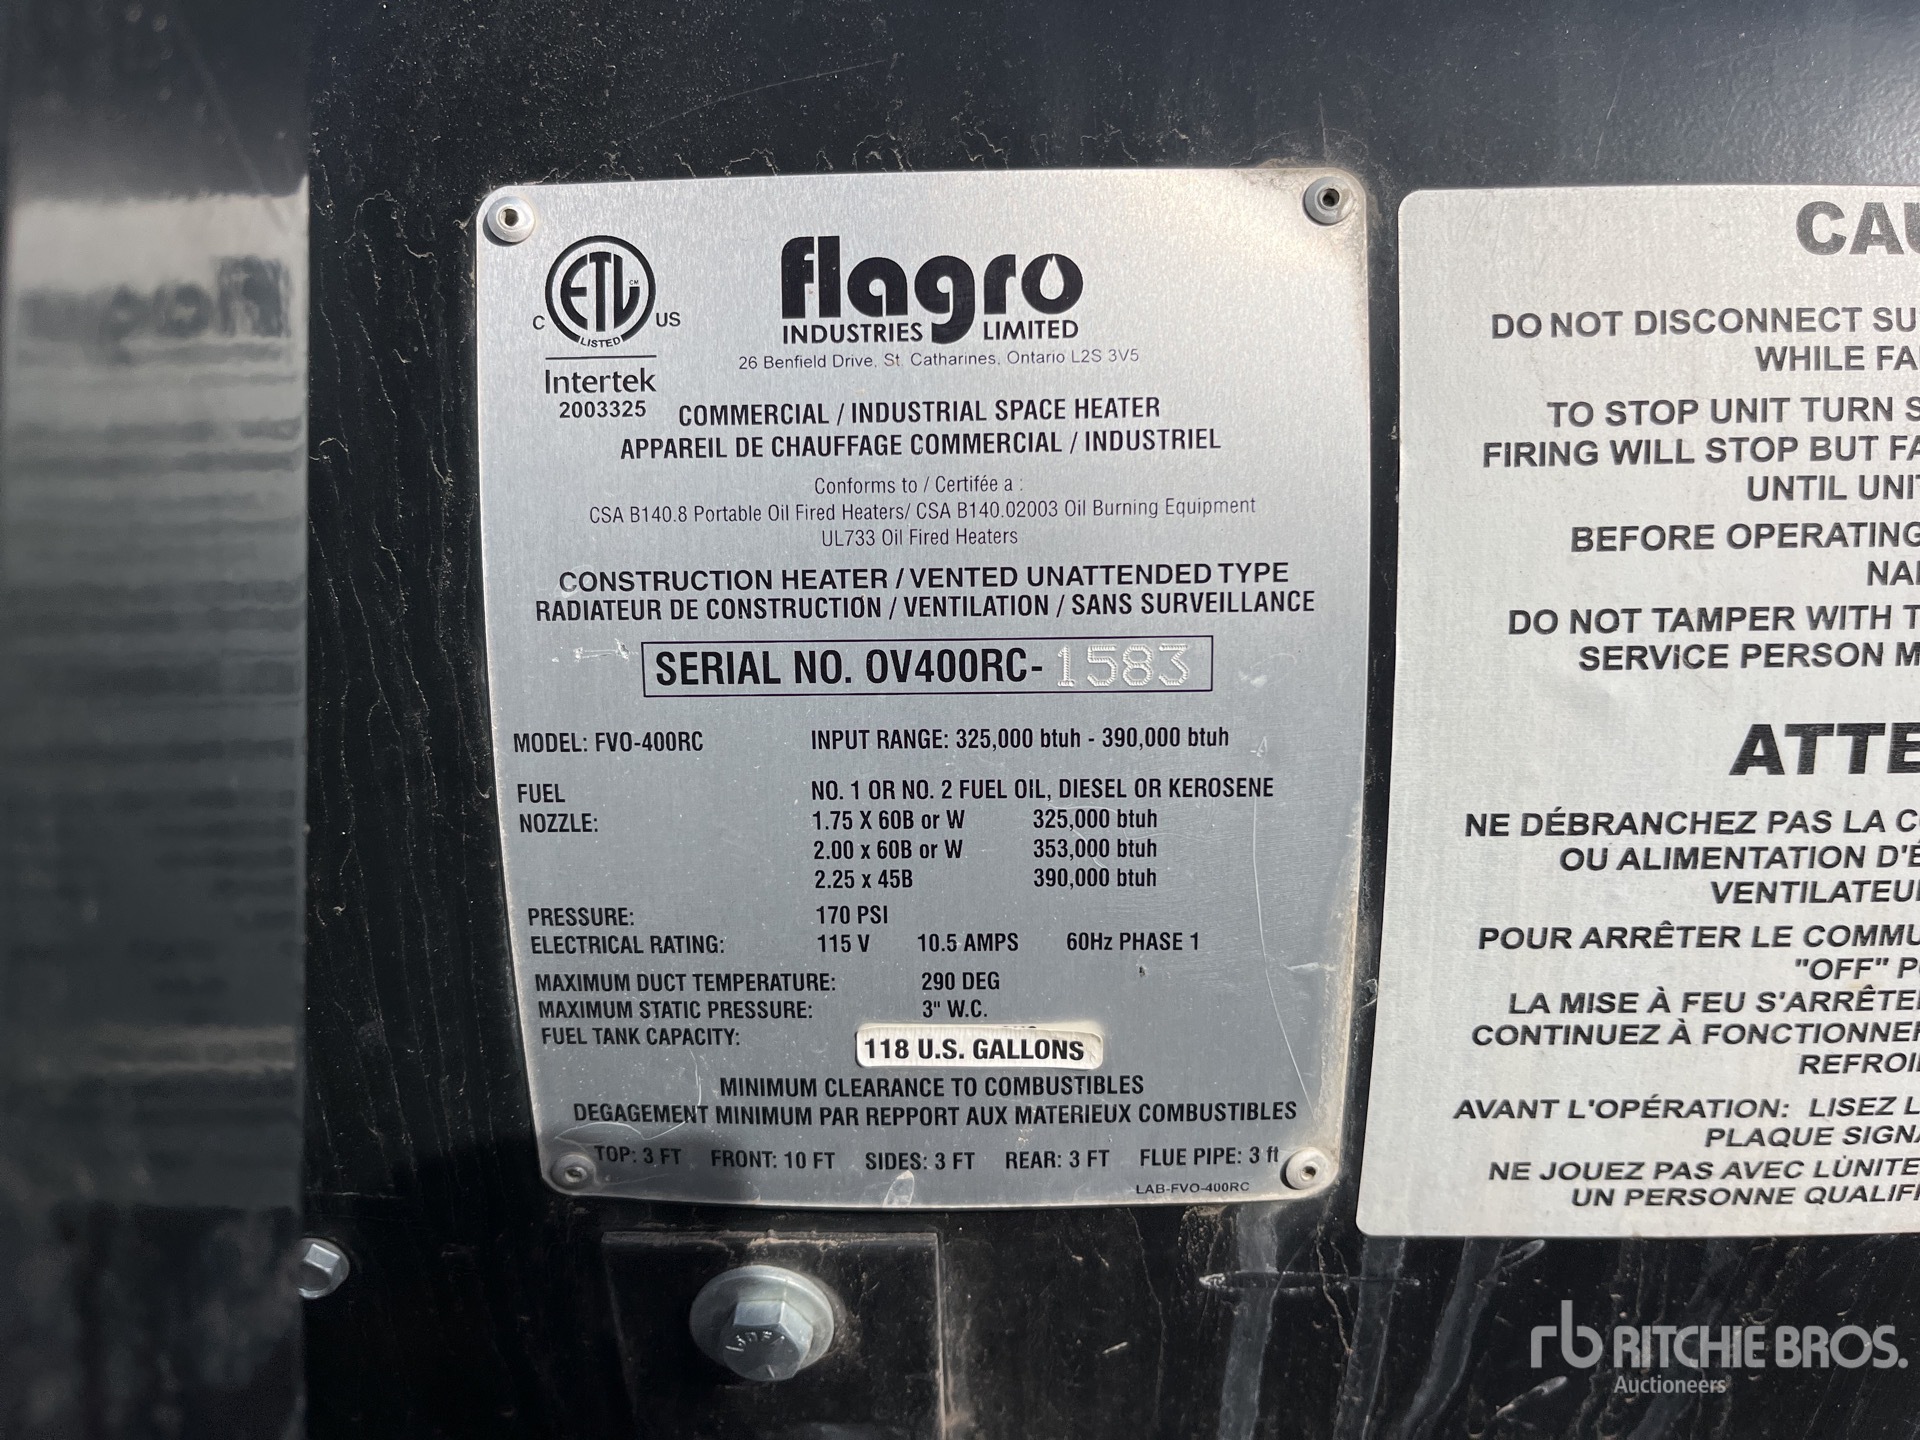 C ETL CM US
LISTED
Intertek
2003325
flagro
INDUSTRIES LIMITED
26 Benfield Drive, St. Catharines, Ontario L2S 3V5
COMMERCIAL / INDUSTRIAL SPACE HEATER
APPAREIL DE CHAUFFAGE COMMERCIAL / INDUSTRIEL
Conforms to / Certifée a :
CSA B140.8 Portable Oil Fired Heaters/ CSA B140.02003 Oil Burning Equipment
UL733 Oil Fired Heaters
CONSTRUCTION HEATER / VENTED UNATTENDED TYPE
RADIATEUR DE CONSTRUCTION / VENTILATION / SANS SURVEILLANCE
SERIAL NO. OV400RC- 1583
MODEL: FVO-400RC INPUT RANGE: 325,000 btuh - 390,000 btuh
FUEL NO. 1 OR NO. 2 FUEL OIL, DIESEL OR KEROSENE
NOZZLE: 1.75 X 60B or W 325,000 btuh
2.00 x 60B or W 353,000 btuh
2.25 x 45B 390,000 btuh
PRESSURE: 170 PSI
ELECTRICAL RATING: 115 V 10.5 AMPS 60Hz PHASE 1
MAXIMUM DUCT TEMPERATURE: 290 DEG
MAXIMUM STATIC PRESSURE: 3" W.C.
FUEL TANK CAPACITY: 118 U.S. GALLONS
MINIMUM CLEARANCE TO COMBUSTIBLES
DEGAGEMENT MINIMUM PAR REPPORT AUX MATERIEUX COMBUSTIBLES
TOP: 3 FT FRONT: 10 FT SIDES: 3 FT REAR: 3 FT FLUE PIPE: 3 ft
LAB-FVO-400RC
CAU
DO NOT DISCONNECT SU
WHILE FA
TO STOP UNIT TURN S
FIRING WILL STOP BUT FA
UNTIL UNIT
BEFORE OPERATING
NA
DO NOT TAMPER WITH T
SERVICE PERSON M
ATTE
NE DÉBRANCHEZ PAS LA C
OU ALIMENTATION D'É
VENTILATEU
POUR ARRÊTER LE COMMU
"OFF" P
LA MISE À FEU S'ARRÊTE
CONTINUEZ À FONCTIONNER
REFROI
AVANT L'OPÉRATION: LISEZ L
PLAQUE SIGNA
NE JOUEZ PAS AVEC LÙNITE
UN PERSONNE QUALIFI
rb RITCHIE BROS.
Auctioneers